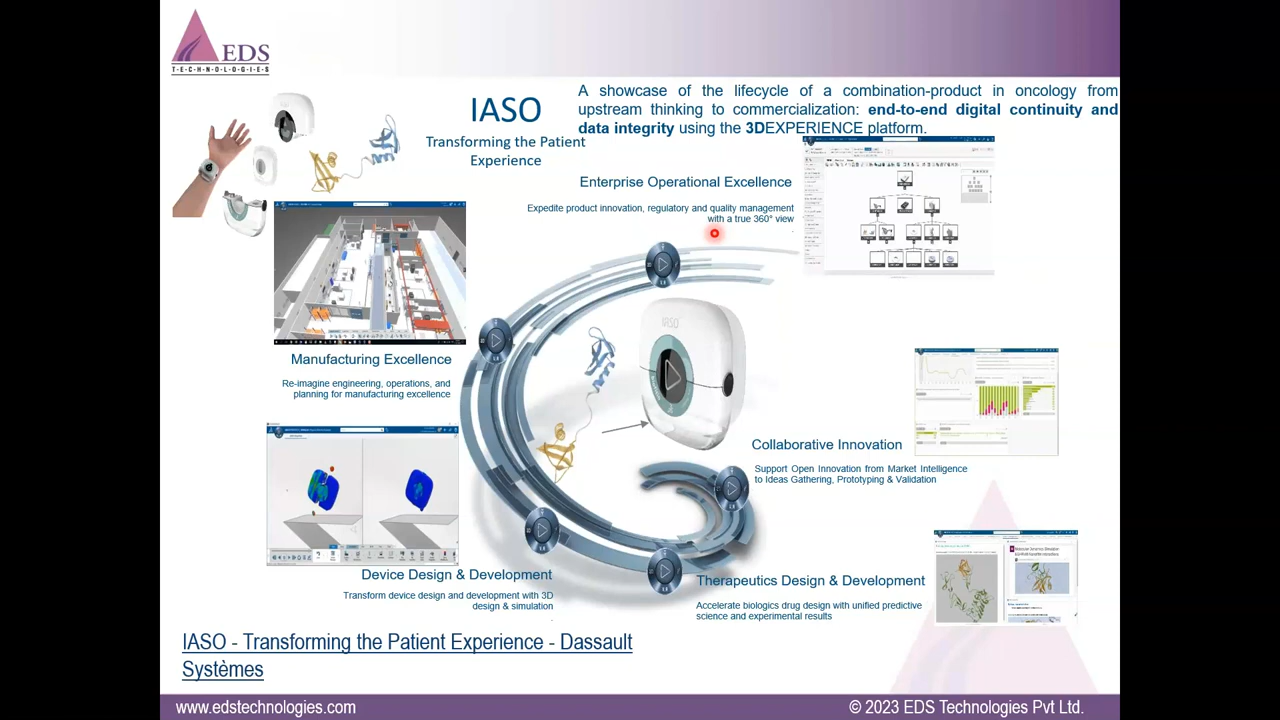 EDS
T·E·C·H·N·O·L·O·G·I·E·S
IASO
Transforming the Patient
Experience
A showcase of the lifecycle of a combination-product in oncology from
upstream thinking to commercialization: end-to-end digital continuity and
data integrity using the 3DEXPERIENCE platform.
Enterprise Operational Excellence
Expedite product innovation, regulatory and quality management
with a true 360° view
Manufacturing Excellence
Re-imagine engineering, operations, and
planning for manufacturing excellence
Collaborative Innovation
Support Open Innovation from Market Intelligence
to Ideas Gathering, Prototyping & Validation
Device Design & Development
Transform device design and development with 3D
design & simulation
Therapeutics Design & Development
Accelerate biologics drug design with unified predictive
science and experimental results
IASO - Transforming the Patient Experience - Dassault
Systèmes
www.edstechnologies.com
© 2023 EDS Technologies Pvt Ltd.